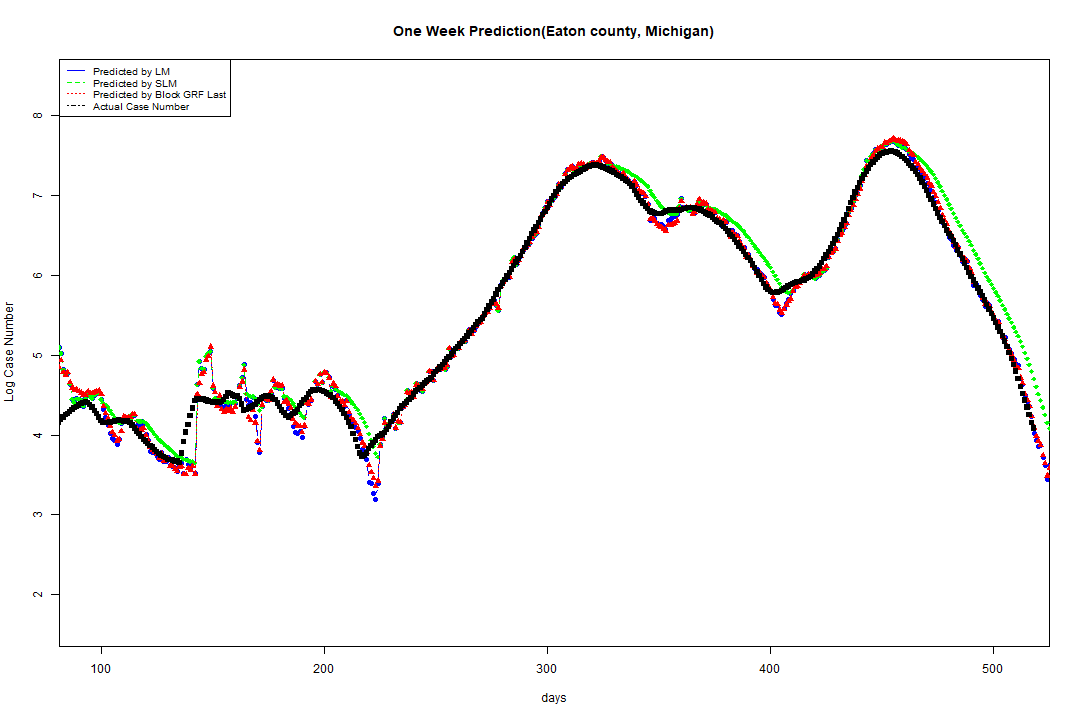 One Week Prediction(Eaton county, Michigan)
Predicted by LM
Predicted by SLM
Predicted by Block GRF Last
Actual Case Number
8
7
6
5
4
3
2
Log Case Number
100 200 300 400 500
days